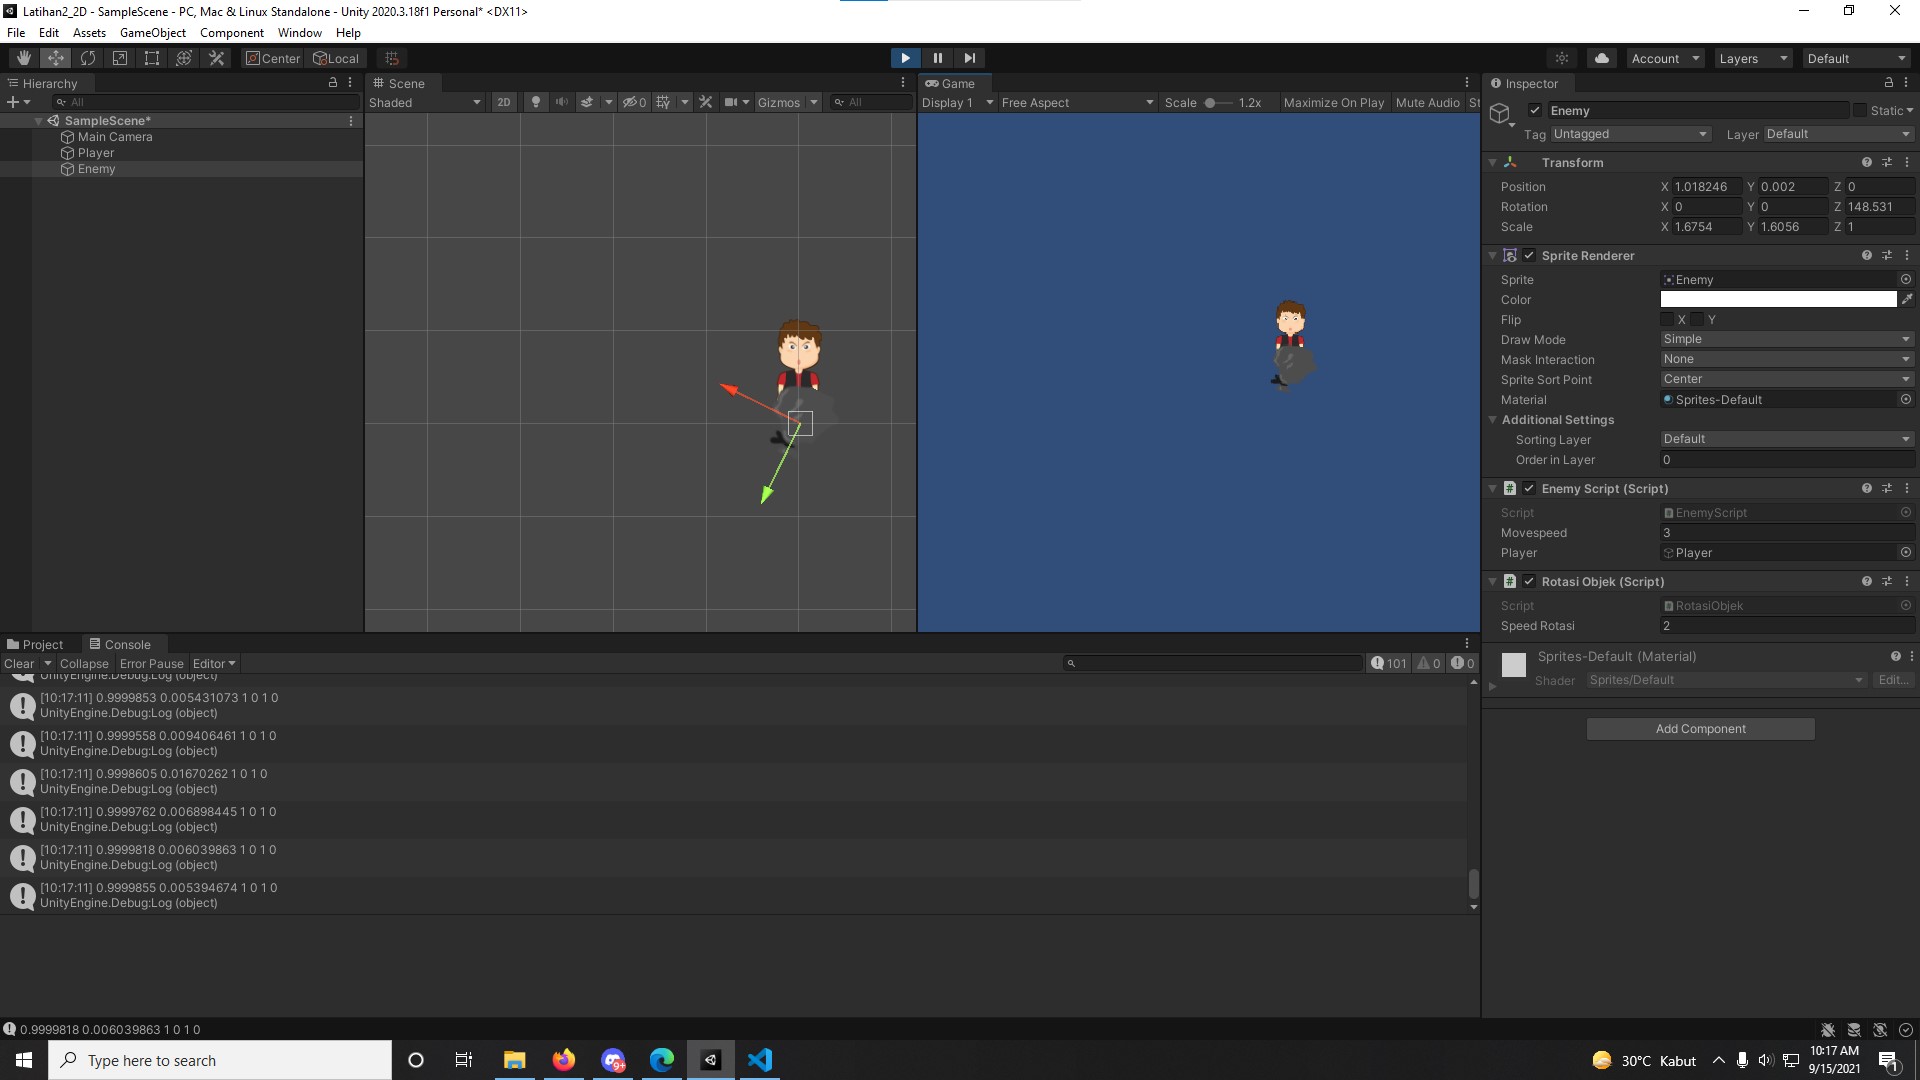 Latihan2_2D - SampleScene - PC, Mac & Linux Standalone - Unity 2020.3.18f1 Personal* <DX11>
File Edit Assets GameObject Component Window Help
Center Local Account Layers Default
Hierarchy
All
SampleScene*
Main Camera
Player
Enemy
Scene
Shaded 2D 0 Gizmos All
Game
Display 1 Free Aspect Scale 1.2x Maximize On Play Mute Audio St
Inspector
Enemy Static
Tag Untagged Layer Default
Transform
Position X 1.018246 Y 0.002 Z 0
Rotation X 0 Y 0 Z 148.531
Scale X 1.6754 Y 1.6056 Z 1
Sprite Renderer
Sprite Enemy
Color
Flip X Y
Draw Mode Simple
Mask Interaction None
Sprite Sort Point Center
Material Sprites-Default
Additional Settings
Sorting Layer Default
Order in Layer 0
Enemy Script (Script)
Script EnemyScript
Movespeed 3
Player Player
Rotasi Objek (Script)
Script RotasiObjek
Speed Rotasi 2
Sprites-Default (Material)
Shader Sprites/Default Edit...
Add Component
Project Console
Clear Collapse Error Pause Editor 101 0 0
UnityEngine.Debug:Log (object)
[10:17:11] 0.9999853 0.005431073 1 0 1 0
UnityEngine.Debug:Log (object)
[10:17:11] 0.9999558 0.009406461 1 0 1 0
UnityEngine.Debug:Log (object)
[10:17:11] 0.9998605 0.01670262 1 0 1 0
UnityEngine.Debug:Log (object)
[10:17:11] 0.9999762 0.006898445 1 0 1 0
UnityEngine.Debug:Log (object)
[10:17:11] 0.9999818 0.006039863 1 0 1 0
UnityEngine.Debug:Log (object)
[10:17:11] 0.9999855 0.005394674 1 0 1 0
UnityEngine.Debug:Log (object)
0.9999818 0.006039863 1 0 1 0
Type here to search
9+
30°C Kabut
10:17 AM
9/15/2021
1